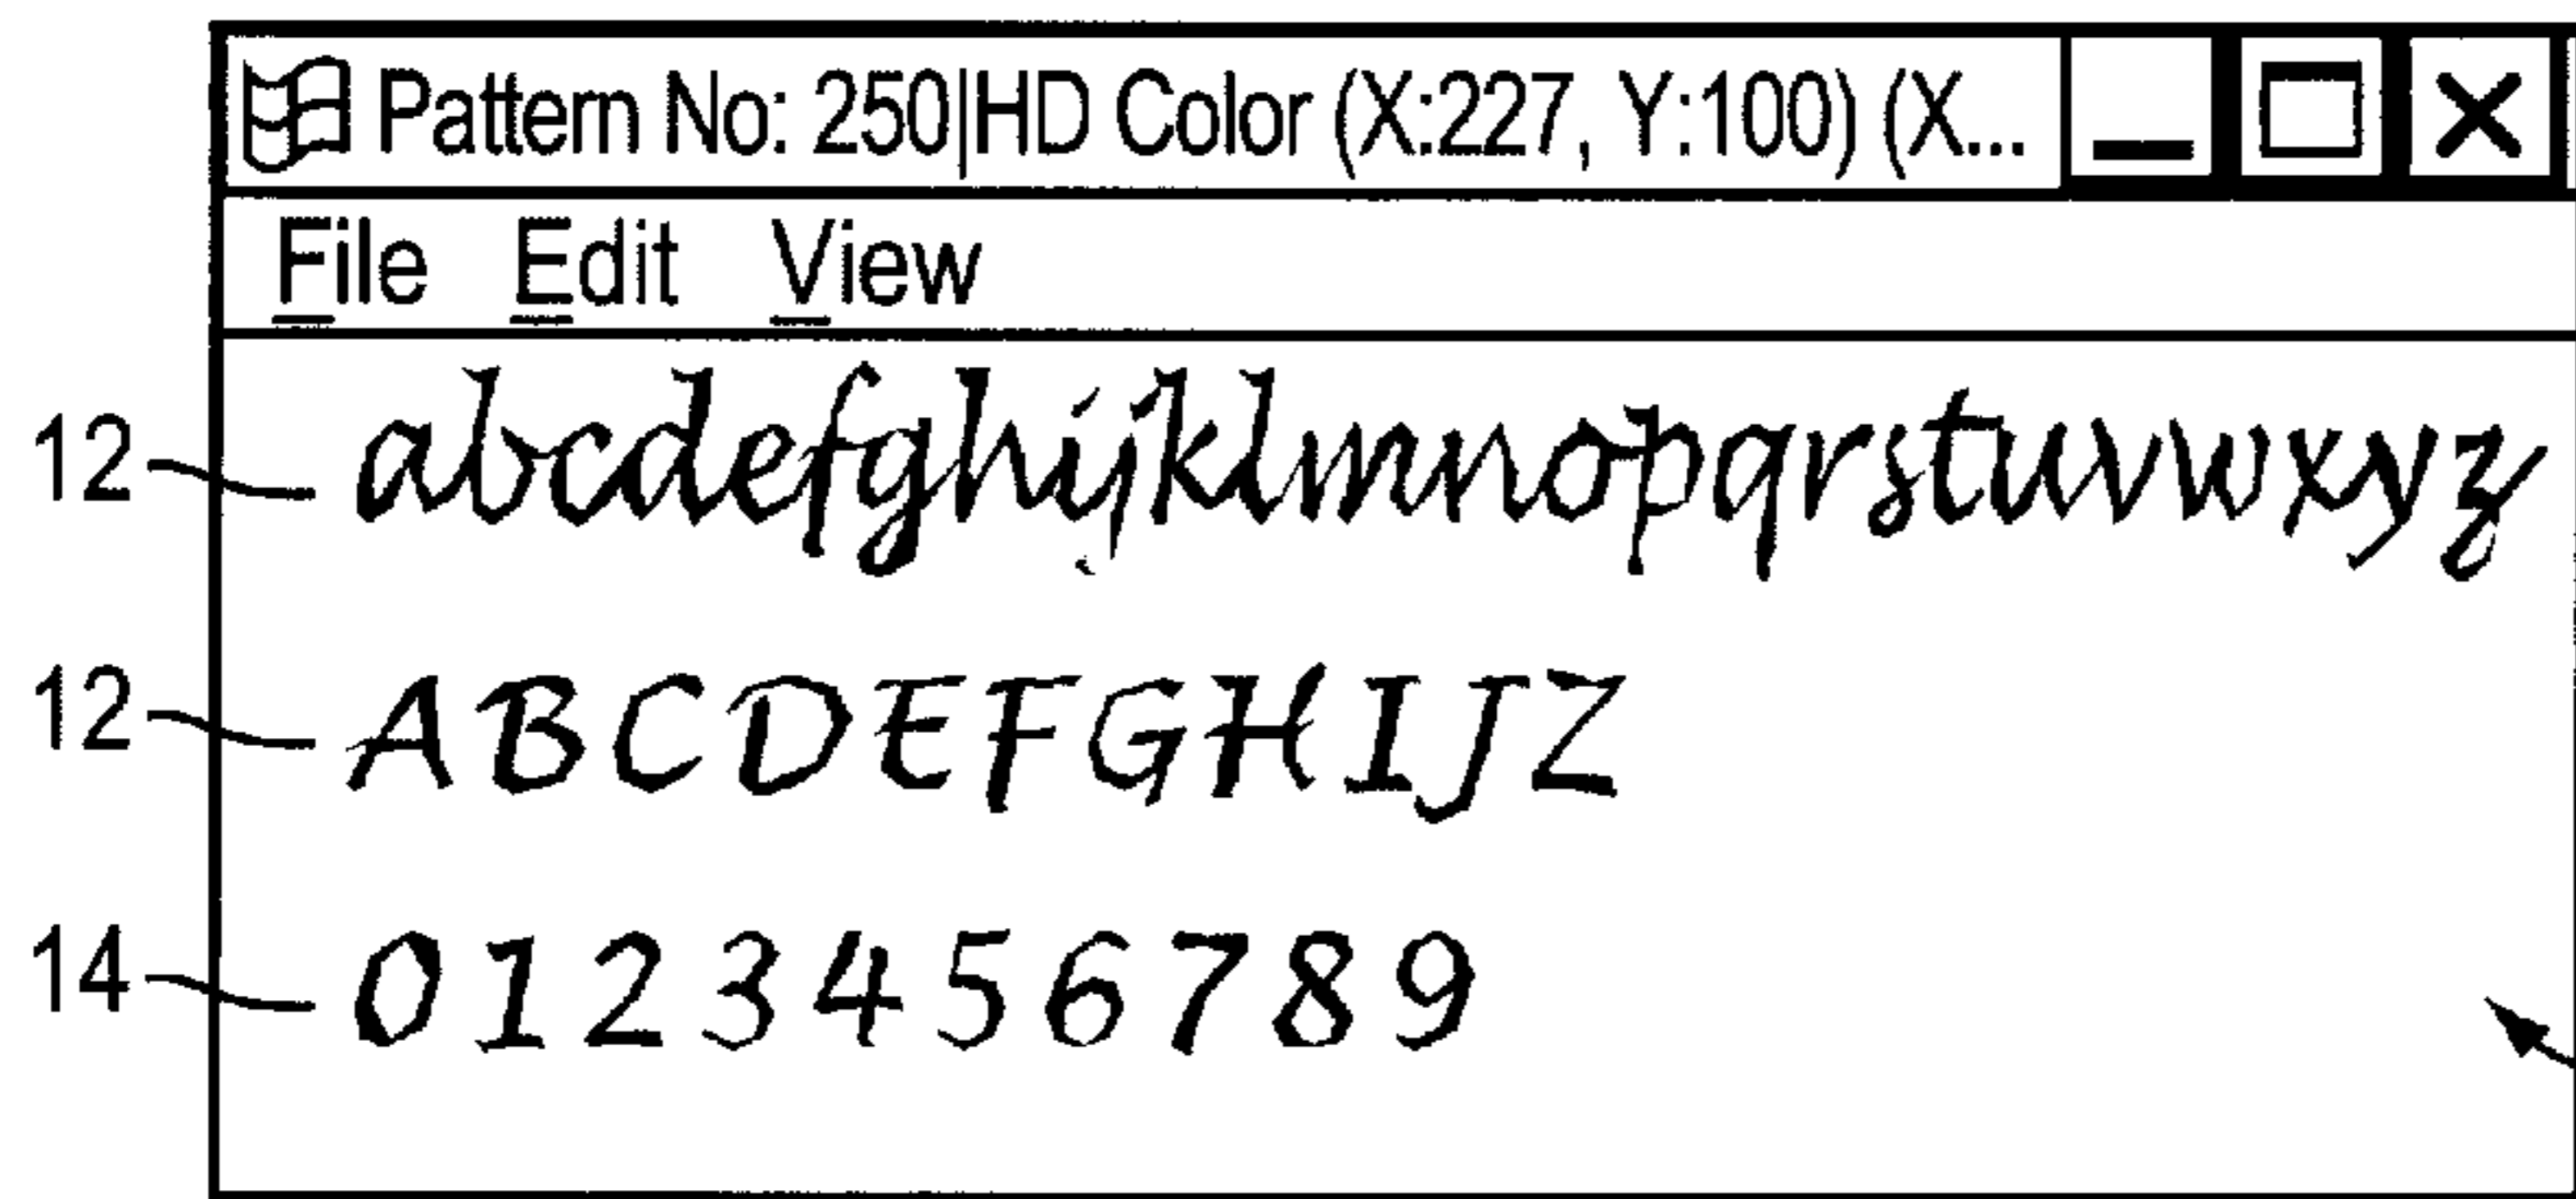 Pattern No: 250|HD Color (X:227, Y:100) (X...
File Edit View
12 abcdefghijklmnopqrstuvwxyz
12 ABCDEFGHIJZ
14 0123456789